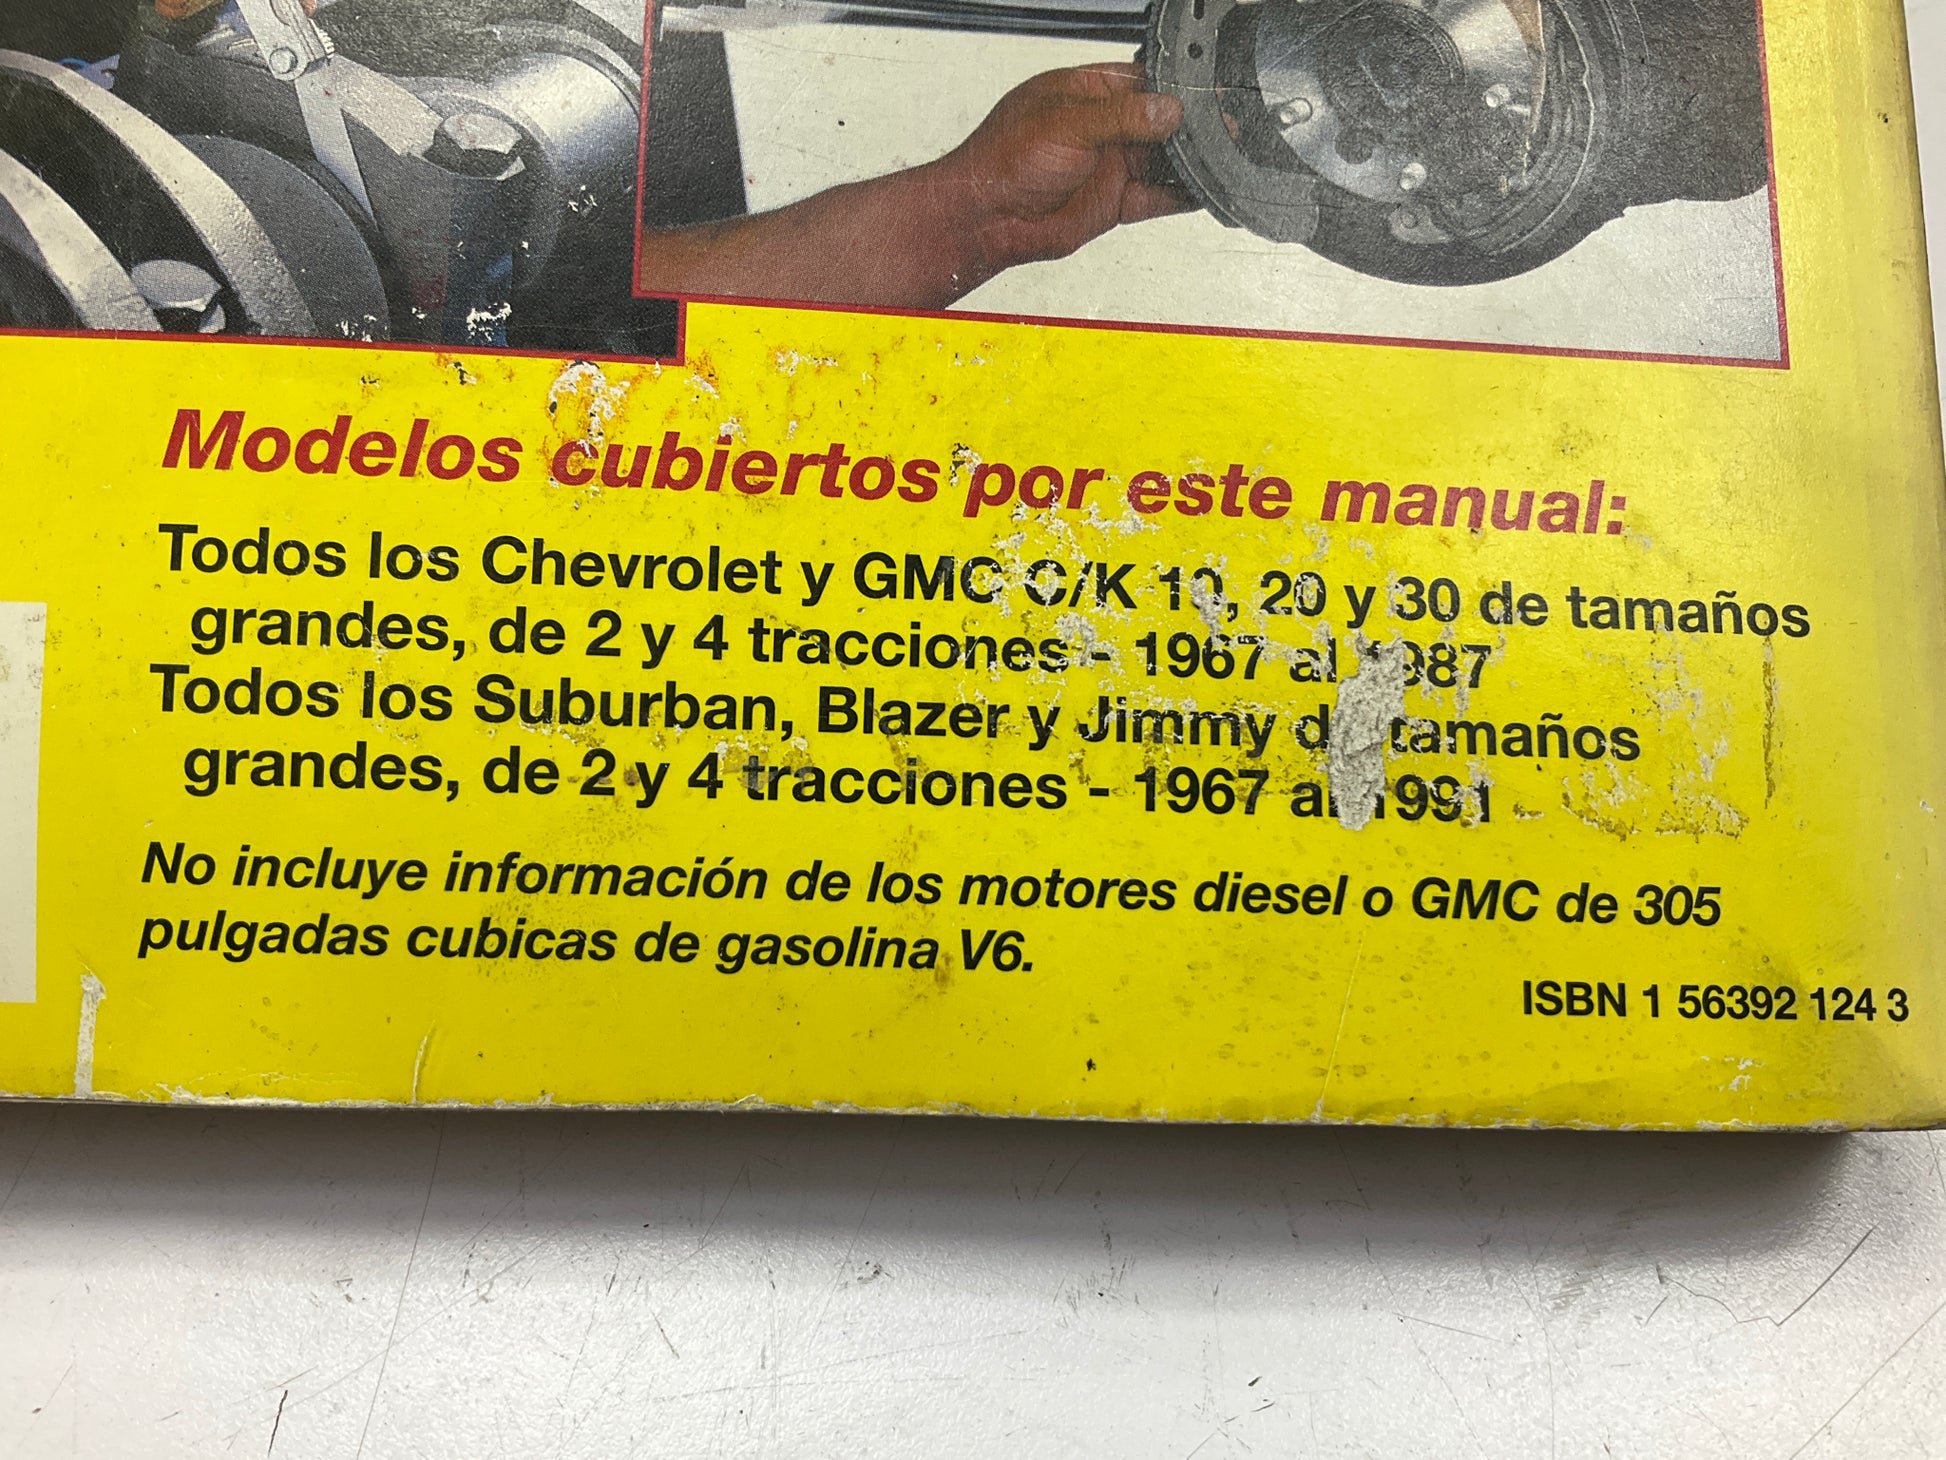 Modelos cubiertos por este manual:
Todos los Chevrolet y GMC C/K 10, 20 y 30 de tamaños
grandes, de 2 y 4 tracciones - 1967 al 1987
Todos los Suburban, Blazer y Jimmy de tamaños
grandes, de 2 y 4 tracciones - 1967 al 1991
No incluye información de los motores diesel o GMC de 305
pulgadas cubicas de gasolina V6.
ISBN 1 56392 124 3